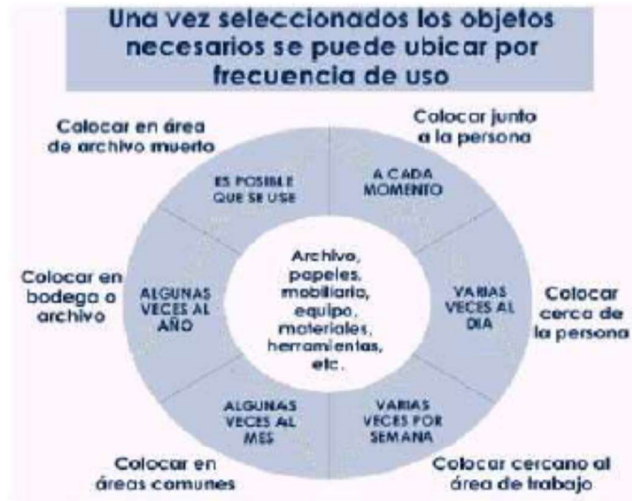 Una vez seleccionados los objetos
necesarios se puede ubicar por
frecuencia de uso
Colocar junto
a la persona
A CADA
MOMENTO
Colocar
cerca de
la persona
VARIAS
VECES AL
DIA
Colocar cercano al
área de trabajo
VARIAS
VECES POR
SEMANA
Colocar en
áreas comunes
ALGUNAS
VECES AL
MES
Colocar en
bodega o
archivo
ALGUNAS
VECES AL
AÑO
Colocar en área
de archivo muerto
ES POSIBLE
QUE SE USE
Archivo,
papeles,
mobiliario,
equipo,
materiales,
herramientas,
etc.